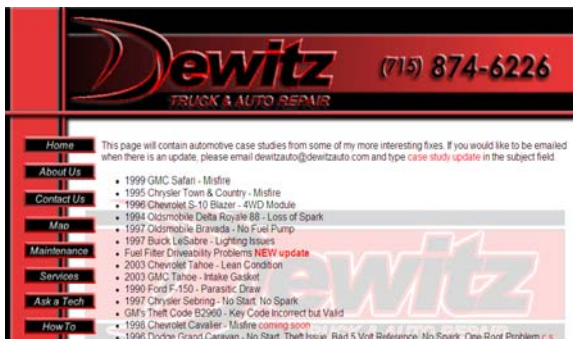 Dewitz
(715) 874-6226
TRUCK & AUTO REPAIR
Home
About Us
Contact Us
Map
Maintenance
Services
Ask a Tech
How To
This page will contain automotive case studies from some of my more interesting fixes. If you would like to be emailed
when there is an update, please email dewitzauto@dewitzauto.com and type case study update in the subject field.
1999 GMC Safari - Misfire
1995 Chrysler Town & Country - Misfire
1996 Chevrolet S-10 Blazer - 4WD Module
1994 Oldsmobile Delta Royale 88 - Loss of Spark
1997 Oldsmobile Bravada - No Fuel Pump
1997 Buick LeSabre - Lighting Issues
Fuel Filter Driveability Problems NEW update
2003 Chevrolet Tahoe - Lean Condition
2003 GMC Tahoe - Intake Gasket
1990 Ford F-150 - Parasitic Draw
1997 Chrysler Sebring - No Start No Spark
GM's Theft Code B2960 - Key Code Incorrect but Valid
1998 Chevrolet Cavalier - Misfire coming soon
1996 Dodge Grand Caravan - No Start, Theft Issue, Bad 5 Volt Reference, No Spark, One Root Problem c.s
Dewitz
TRUCK & AUTO REPAIR